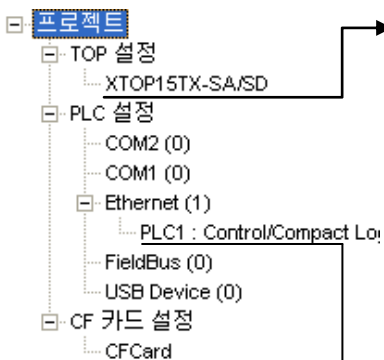 프로젝트
TOP 설정
XTOP15TX-SA/SD
PLC 설정
COM2 (0)
COM1 (0)
Ethernet (1)
PLC1 : Control/Compact
FieldBus (0)
USB Device (0)
CF 카드 설정
CFCard